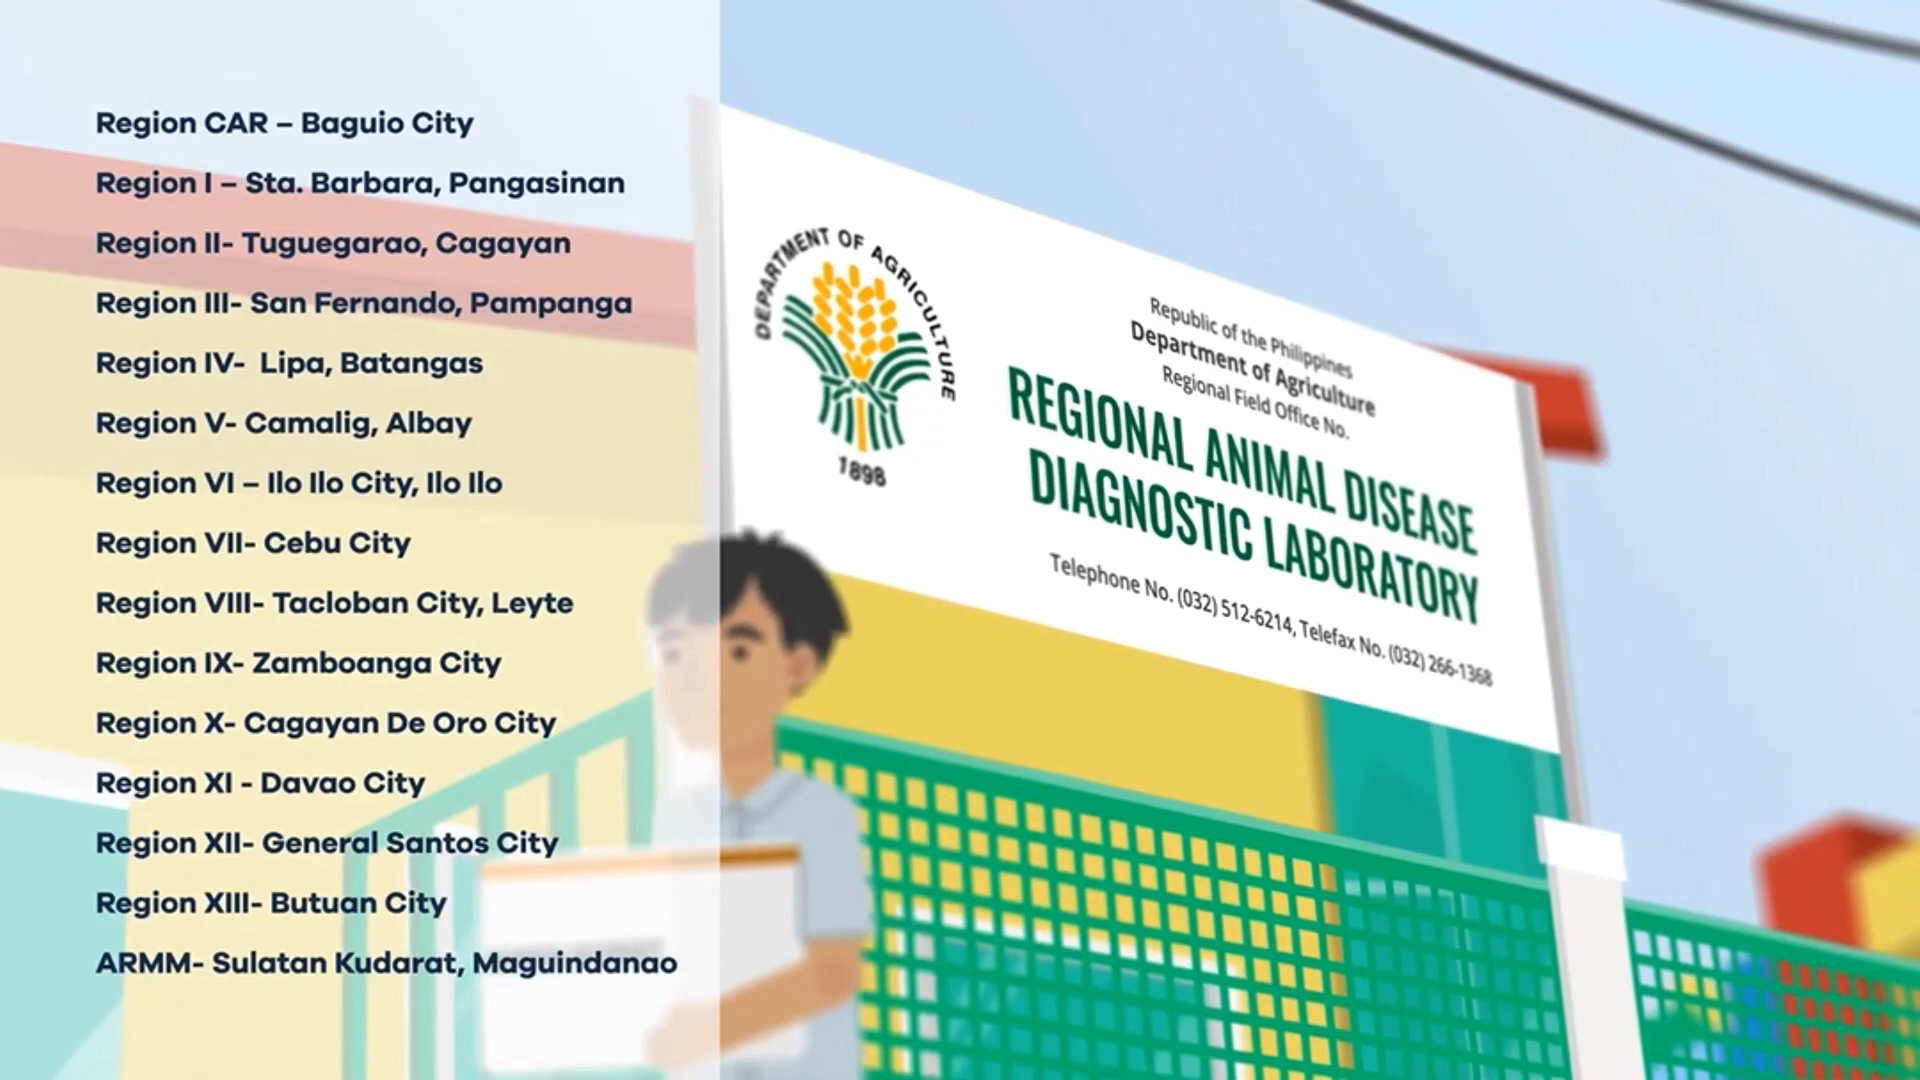 Region CAR – Baguio City
Region I – Sta. Barbara, Pangasinan
Region II- Tuguegarao, Cagayan
Region III- San Fernando, Pampanga
Region IV- Lipa, Batangas
Region V- Camalig, Albay
Region VI – Ilo Ilo City, Ilo Ilo
Region VII- Cebu City
Region VIII- Tacloban City, Leyte
Region IX- Zamboanga City
Region X- Cagayan De Oro City
Region XI - Davao City
Region XII- General Santos City
Region XIII- Butuan City
ARMM- Sulatan Kudarat, Maguindanao
DEPARTMENT OF AGRICULTURE
1898
Republic of the Philippines
Department of Agriculture
Regional Field Office No.
REGIONAL ANIMAL DISEASE
DIAGNOSTIC LABORATORY
Telephone No. (032) 512-6214, Telefax No. (032) 266-1368